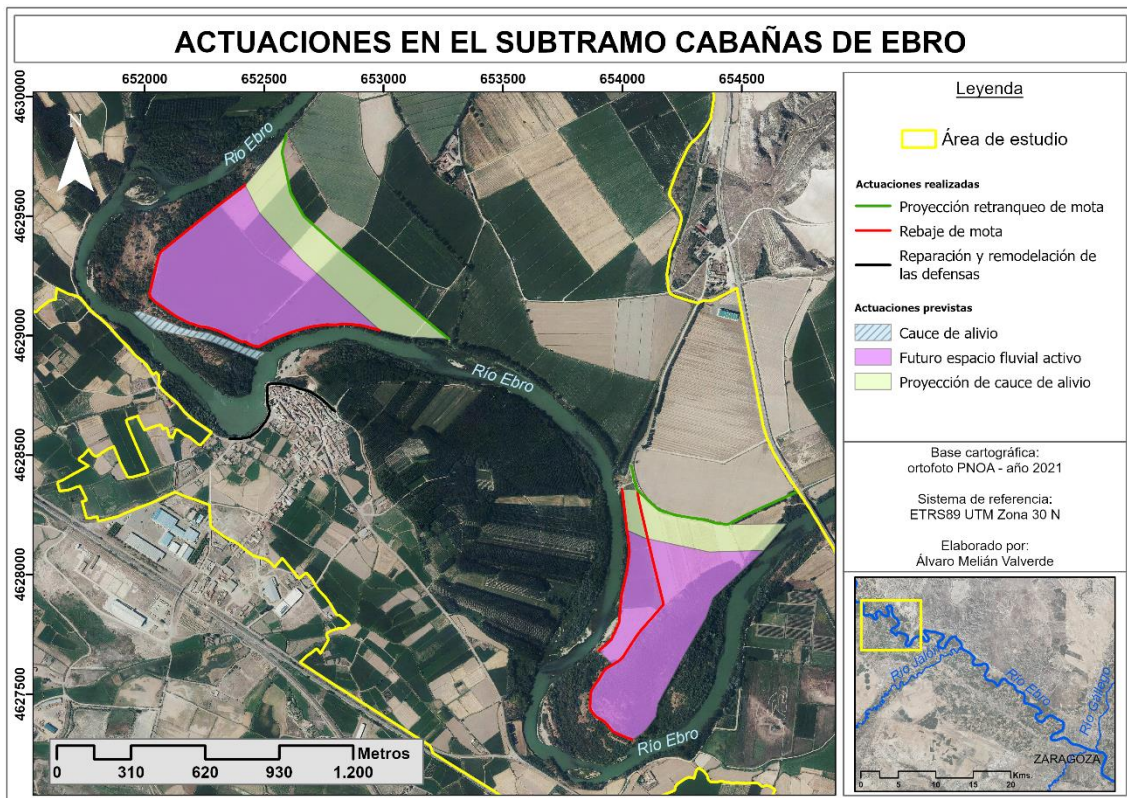 ACTUACIONES EN EL SUBTRAMO CABAÑAS DE EBRO
652000 652500 653000 653500 654000 654500
4630000
4629500
4629000
4628500
4628000
4627500
N
Río Ebro
Río Ebro
Río Ebro
Metros
0 310 620 930 1.200
Leyenda
Área de estudio
Actuaciones realizadas
Proyección retranqueo de mota
Rebaje de mota
Reparación y remodelación de
las defensas
Actuaciones previstas
Cauce de alivio
Futuro espacio fluvial activo
Proyección de cauce de alivio
Base cartográfica:
ortofoto PNOA - año 2021
Sistema de referencia:
ETRS89 UTM Zona 30 N
Elaborado por:
Álvaro Melián Valverde
Río Jalón
Río Ebro
Río Gállego
ZARAGOZA
0 5 10 20
Kms